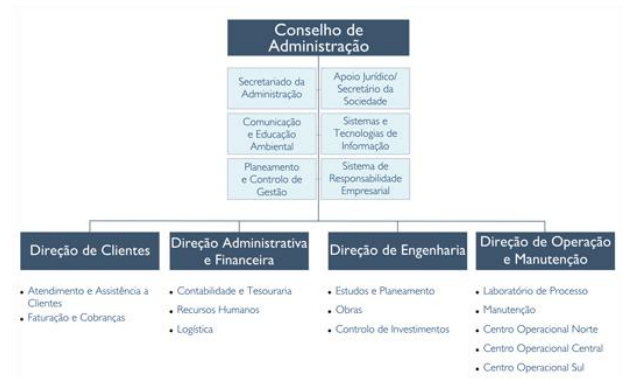 Conselho de
Administração
Secretariado da
Administração
Apoio Jurídico/
Secretário da
Sociedade
Comunicação
e Educação
Ambiental
Sistemas e
Tecnologias de
Informação
Planeamento
e Controlo de
Gestão
Sistema de
Responsabilidade
Empresarial
Direção de Clientes
• Atendimento e Assistência a
Clientes
• Faturação e Cobranças
Direção Administrativa
e Financeira
• Contabilidade e Tesouraria
• Recursos Humanos
• Logística
Direção de Engenharia
• Estudos e Planeamento
• Obras
• Controlo de Investimentos
Direção de Operação
e Manutenção
• Laboratório de Processo
• Manutenção
• Centro Operacional Norte
• Centro Operacional Central
• Centro Operacional Sul